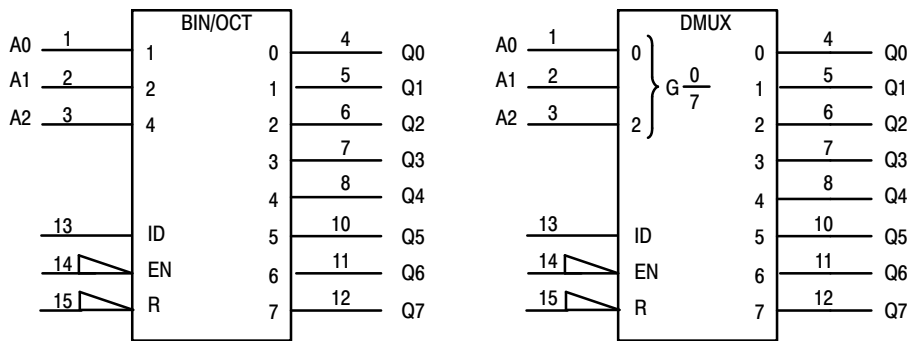 BIN/OCT
A0 1 1 0 4 Q0
A1 2 2 1 5 Q1
A2 3 4 2 6 Q2
3 7 Q3
4 8 Q4
13 ID 5 10 Q5
14 EN 6 11 Q6
15 R 7 12 Q7
DMUX
A0 1 0 0 4 Q0
A1 2 G 0/7 1 5 Q1
A2 3 2 2 6 Q2
3 7 Q3
4 8 Q4
13 ID 5 10 Q5
14 EN 6 11 Q6
15 R 7 12 Q7